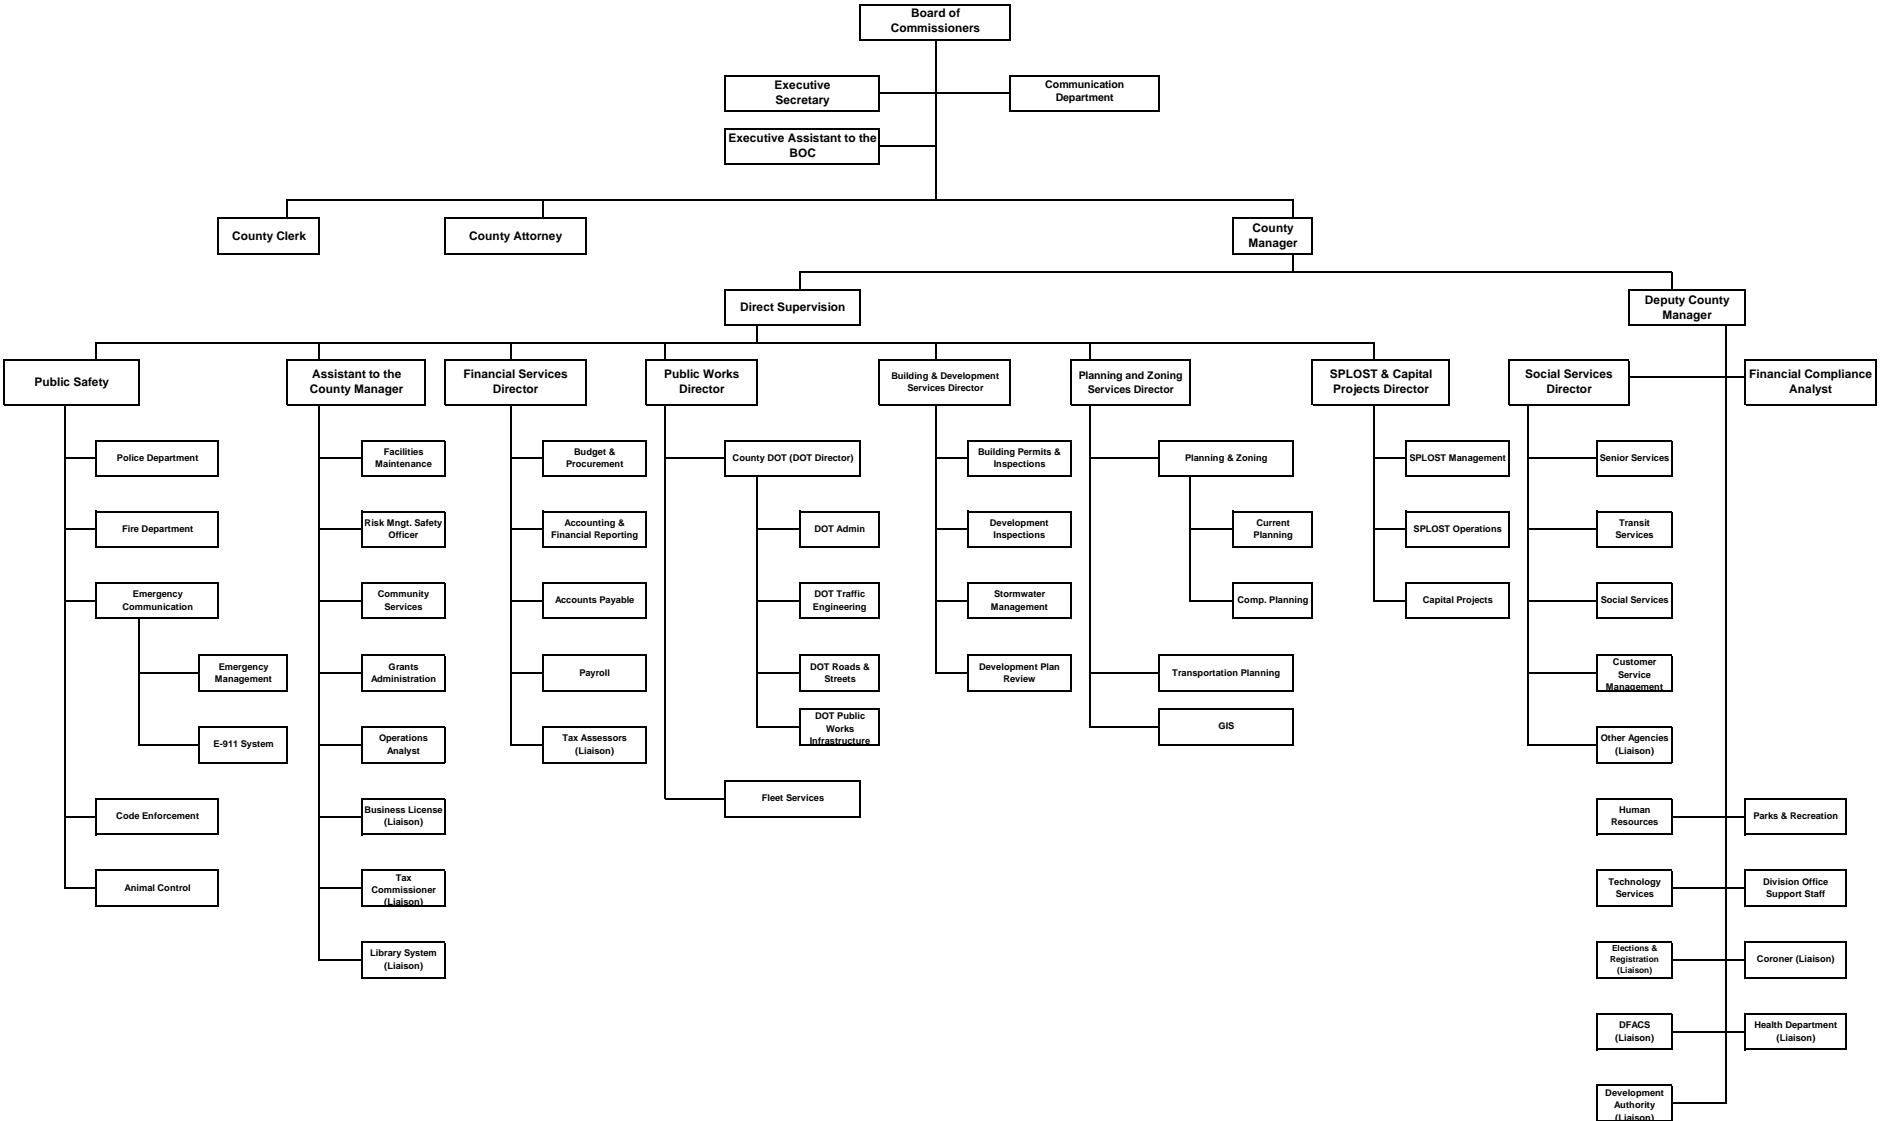 Board of
Commissioners
Executive
Secretary
Communication
Department
Executive Assistant to the
BOC
County Clerk
County Attorney
County
Manager
Direct Supervision
Deputy County
Manager
Public Safety
Assistant to the
County Manager
Financial Services
Director
Public Works
Director
Building & Development
Services Director
Planning and Zoning
Services Director
SPLOST & Capital
Projects Director
Social Services
Director
Financial Compliance
Analyst
Police Department
Fire Department
Emergency
Communication
Emergency
Management
E-911 System
Code Enforcement
Animal Control
Facilities
Maintenance
Risk Mngt. Safety
Officer
Community
Services
Grants
Administration
Operations
Analyst
Business License
(Liaison)
Tax
Commissioner
(Liaison)
Library System
(Liaison)
Budget &
Procurement
Accounting &
Financial Reporting
Accounts Payable
Payroll
Tax Assessors
(Liaison)
County DOT (DOT Director)
DOT Admin
DOT Traffic
Engineering
DOT Roads &
Streets
DOT Public
Works
Infrastructure
Fleet Services
Building Permits &
Inspections
Development
Inspections
Stormwater
Management
Development Plan
Review
Planning & Zoning
Current
Planning
Comp. Planning
Transportation Planning
GIS
SPLOST Management
SPLOST Operations
Capital Projects
Senior Services
Transit
Services
Social Services
Customer
Service
Management
Other Agencies
(Liaison)
Human
Resources
Parks & Recreation
Technology
Services
Division Office
Support Staff
Elections &
Registration
(Liaison)
Coroner (Liaison)
DFACS
(Liaison)
Health Department
(Liaison)
Development
Authority
(Liaison)